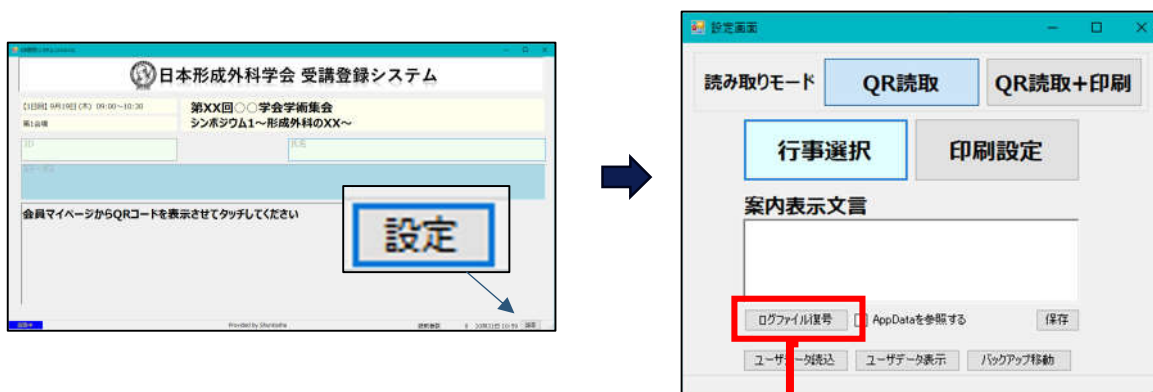 日本形成外科学会 受講登録システム
【1日目】9月19日(木) 09:00～10:30
第1会場
第XX回○○学会学術集会
シンポジウム1～形成外科のXX～
ID
氏名
会員マイページからQRコードを表示させてタッチしてください
設定
Provided by Shunkosha
設定
設定画面
読み取りモード
QR読取
QR読取+印刷
行事選択
印刷設定
案内表示文言
ログファイル復号
AppDataを参照する
保存
ユーザデータ読込
ユーザデータ表示
バックアップ移動